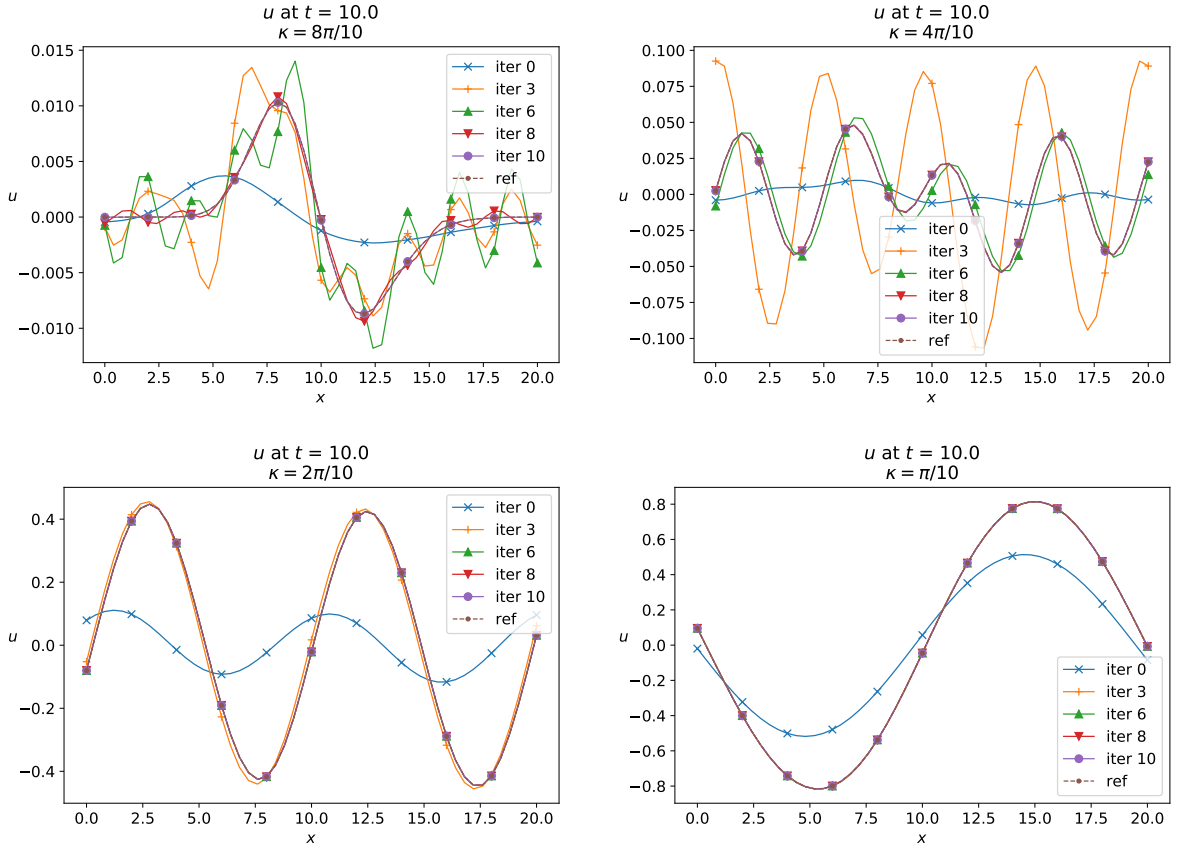 u at t = 10.0
κ = 8π/10
0.015
0.010
0.005
0.000
−0.005
−0.010
u
0.0 2.5 5.0 7.5 10.0 12.5 15.0 17.5 20.0
x
iter 0
iter 3
iter 6
iter 8
iter 10
ref
u at t = 10.0
κ = 4π/10
0.100
0.075
0.050
0.025
0.000
−0.025
−0.050
−0.075
−0.100
u
0.0 2.5 5.0 7.5 10.0 12.5 15.0 17.5 20.0
x
iter 0
iter 3
iter 6
iter 8
iter 10
ref
u at t = 10.0
κ = 2π/10
0.4
0.2
0.0
−0.2
−0.4
u
0.0 2.5 5.0 7.5 10.0 12.5 15.0 17.5 20.0
x
iter 0
iter 3
iter 6
iter 8
iter 10
ref
u at t = 10.0
κ = π/10
0.8
0.6
0.4
0.2
0.0
−0.2
−0.4
−0.6
−0.8
u
0.0 2.5 5.0 7.5 10.0 12.5 15.0 17.5 20.0
x
iter 0
iter 3
iter 6
iter 8
iter 10
ref